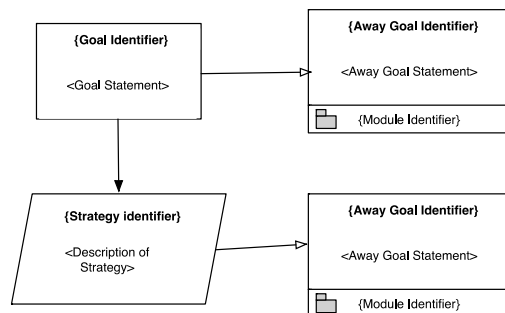 {Goal Identifier}
<Goal Statement>
{Away Goal Identifier}
<Away Goal Statement>
{Module Identifier}
{Strategy identifier}
<Description of
Strategy>
{Away Goal Identifier}
<Away Goal Statement>
{Module Identifier}